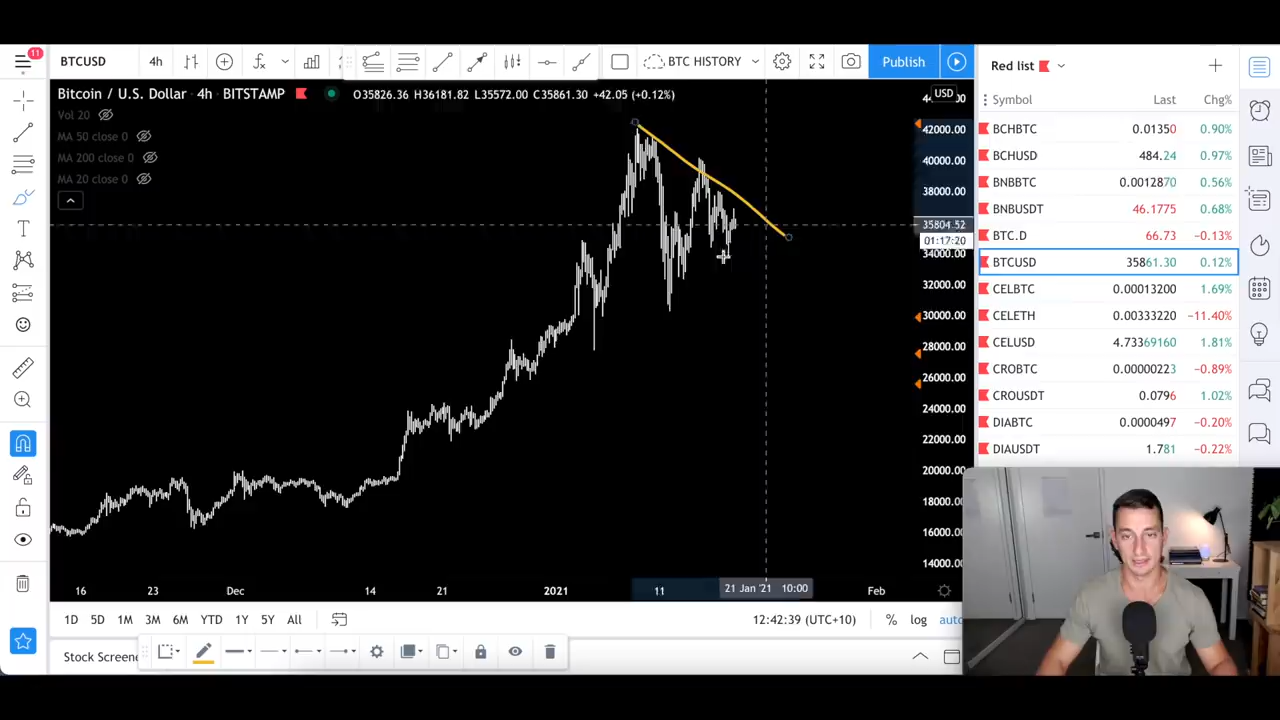 11
BTCUSD 4h BTC HISTORY Publish
Bitcoin / U.S. Dollar 4h BITSTAMP O35826.36 H36181.82 L35572.00 C35861.30 +42.05 (+0.12%)
Vol 20
MA 50 close 0
MA 200 close 0
MA 20 close 0
USD
42000.00
40000.00
38000.00
35804.52
01:17:20
34000.00
32000.00
30000.00
28000.00
26000.00
24000.00
22000.00
20000.00
18000.00
16000.00
14000.00
16 23 Dec 14 21 2021 11 21 Jan '21 10:00 Feb
1D 5D 1M 3M 6M YTD 1Y 5Y All 12:42:39 (UTC+10) % log auto
Stock Screene
Red list
Symbol Last Chg%
BCHBTC 0.01350 0.90%
BCHUSD 484.24 0.97%
BNBBTC 0.0012870 0.56%
BNBUSDT 46.1775 0.68%
BTC.D 66.73 −0.13%
BTCUSD 35861.30 0.12%
CELBTC 0.00013200 1.69%
CELETH 0.00333220 −11.40%
CELUSD 4.73369160 1.81%
CROBTC 0.00000223 −0.89%
CROUSDT 0.0796 1.02%
DIABTC 0.0000497 −0.20%
DIAUSDT 1.781 −0.22%